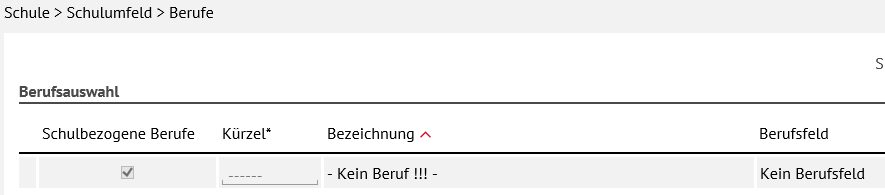 Schule > Schulumfeld > Berufe
S
Berufsauswahl
Schulbezogene Berufe Kürzel* Bezeichnung Berufsfeld
------ - Kein Beruf !!! - Kein Berufsfeld